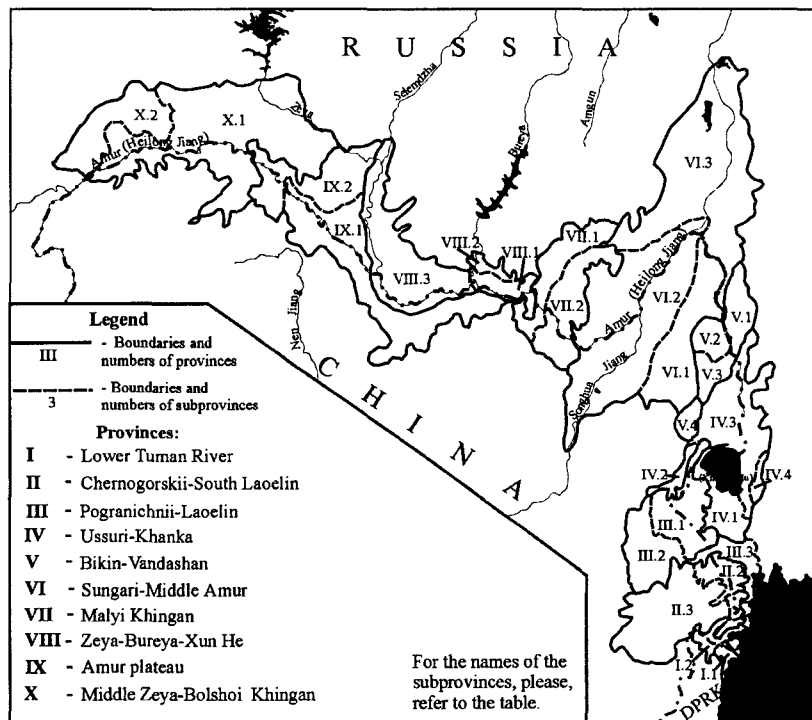 R U S S I A
Selemdzha
Amgun
Bureya
X.2
X.1
Amur (Heilong Jiang)
VI.3
IX.2
IX.1
VII.1
VIII.2
VIII.1
VIII.3
VII.2
Amur (Heilong Jiang)
VI.2
V.1
V.2
V.3
VI.1
Nen Jiang
Songhua Jiang
C H I N A
V.4
IV.3
IV.2
IV.4
IV.1
III.1
III.2
III.3
II.2
II.3
I.2
I.1
DPRK
Legend
III - Boundaries and
numbers of provinces
3 - Boundaries and
numbers of subprovinces
Provinces:
I - Lower Tuman River
II - Chernogorskii-South Laoelin
III - Pogranichnii-Laoelin
IV - Ussuri-Khanka
V - Bikin-Vandashan
VI - Sungari-Middle Amur
VII - Malyi Khingan
VIII - Zeya-Bureya-Xun He
IX - Amur plateau
X - Middle Zeya-Bolshoi Khingan
For the names of the
subprovinces, please,
refer to the table.